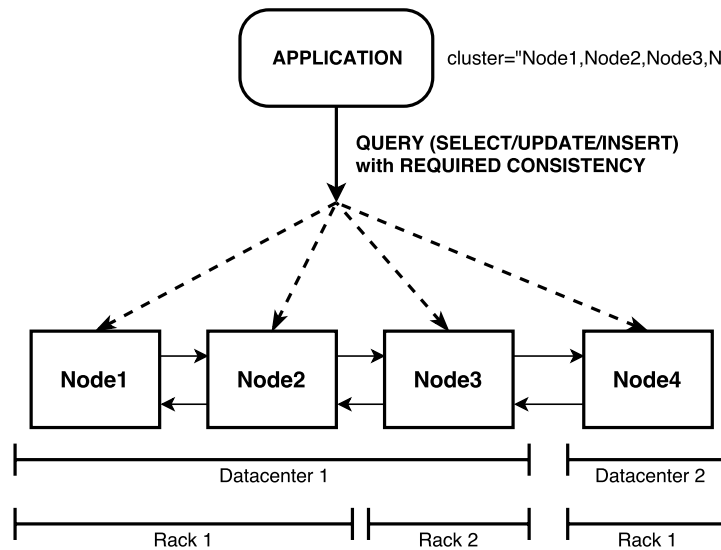 APPLICATION
cluster="Node1,Node2,Node3,N
QUERY (SELECT/UPDATE/INSERT)
with REQUIRED CONSISTENCY
Node1 Node2 Node3 Node4
Datacenter 1 Datacenter 2
Rack 1 Rack 2 Rack 1